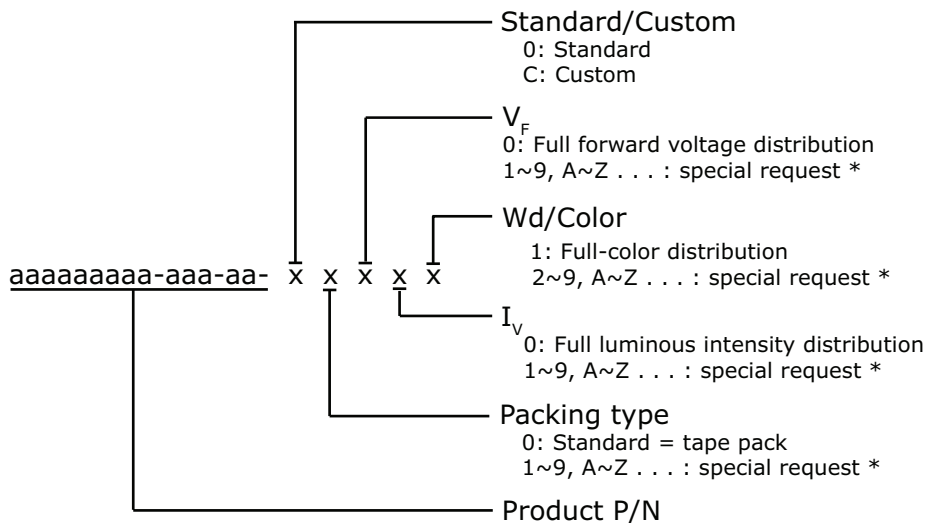 Standard/Custom
0: Standard
C: Custom
VF
0: Full forward voltage distribution
1~9, A~Z . . . : special request *
Wd/Color
1: Full-color distribution
2~9, A~Z . . . : special request *
aaaaaaaaa-aaa-aa- x x x x x
IV
0: Full luminous intensity distribution
1~9, A~Z . . . : special request *
Packing type
0: Standard = tape pack
1~9, A~Z . . . : special request *
Product P/N